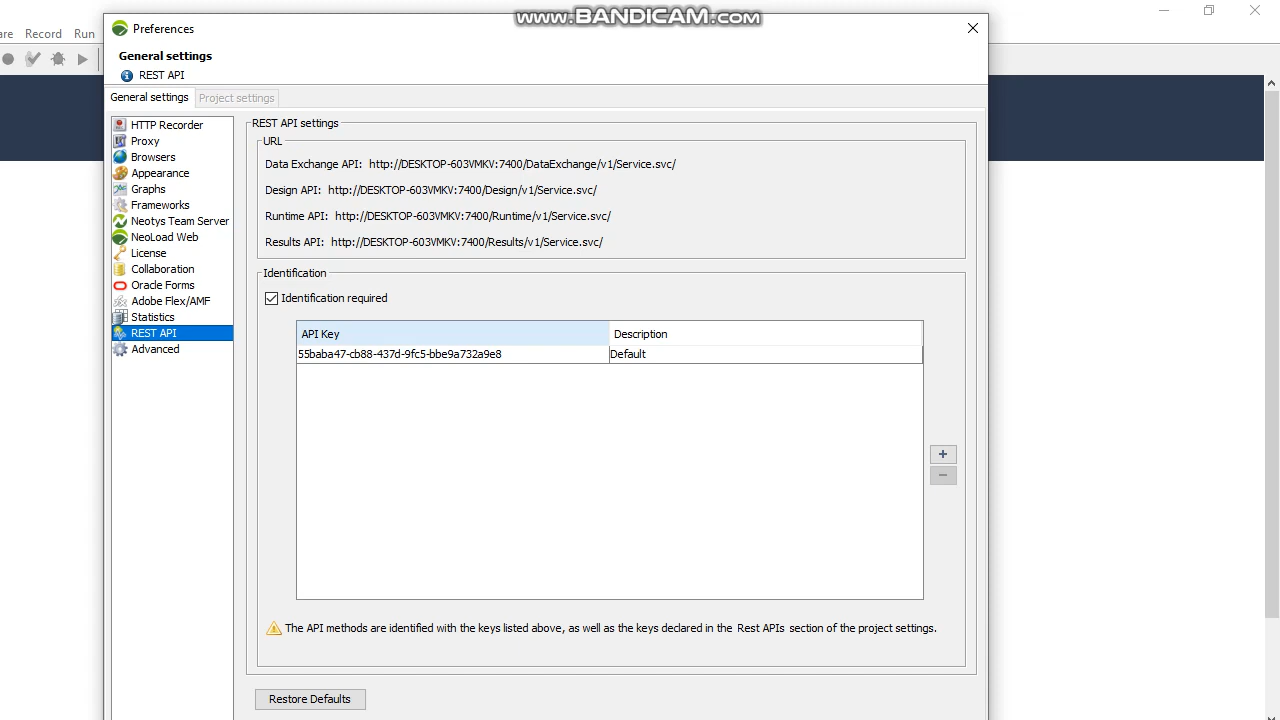 www.BANDICAM.com
Preferences
are Record Run
General settings
REST API
General settings Project settings
HTTP Recorder
Proxy
Browsers
Appearance
Graphs
Frameworks
Neotys Team Server
NeoLoad Web
License
Collaboration
Oracle Forms
Adobe Flex/AMF
Statistics
REST API
Advanced
REST API settings
URL
Data Exchange API: http://DESKTOP-603VMKV:7400/DataExchange/v1/Service.svc/
Design API: http://DESKTOP-603VMKV:7400/Design/v1/Service.svc/
Runtime API: http://DESKTOP-603VMKV:7400/Runtime/v1/Service.svc/
Results API: http://DESKTOP-603VMKV:7400/Results/v1/Service.svc/
Identification
Identification required
API Key Description
55baba47-cb88-437d-9fc5-bbe9a732a9e8 Default
+
-
The API methods are identified with the keys listed above, as well as the keys declared in the Rest APIs section of the project settings.
Restore Defaults